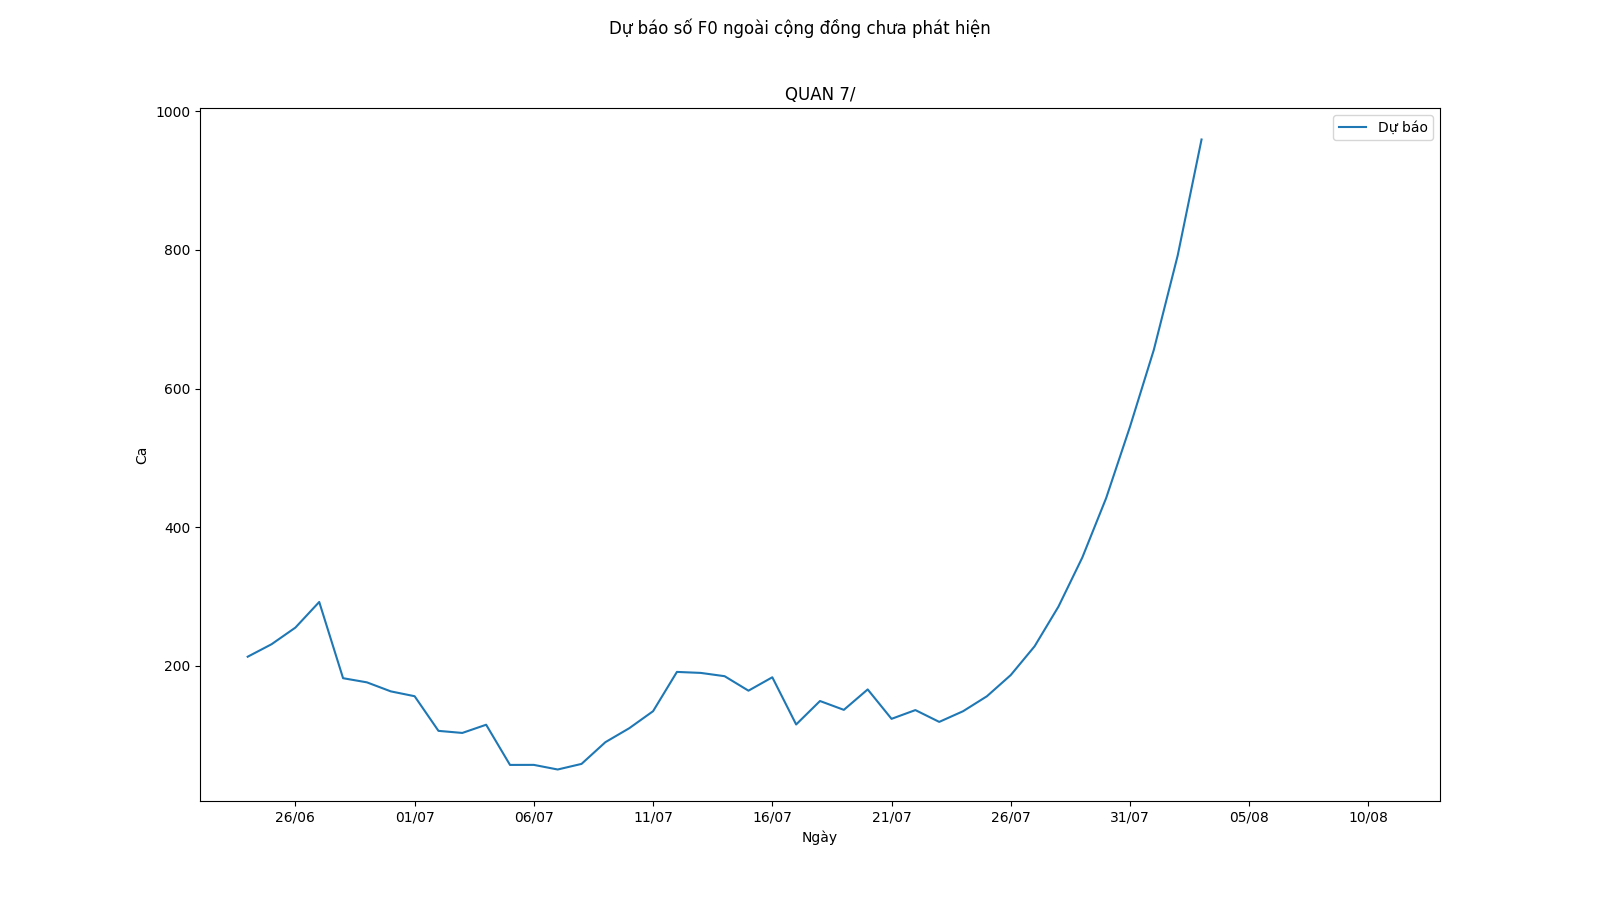 Dự báo số F0 ngoài cộng đồng chưa phát hiện
QUAN 7/
Dự báo
1000
800
600
400
200
Ca
26/06 01/07 06/07 11/07 16/07 21/07 26/07 31/07 05/08 10/08
Ngày